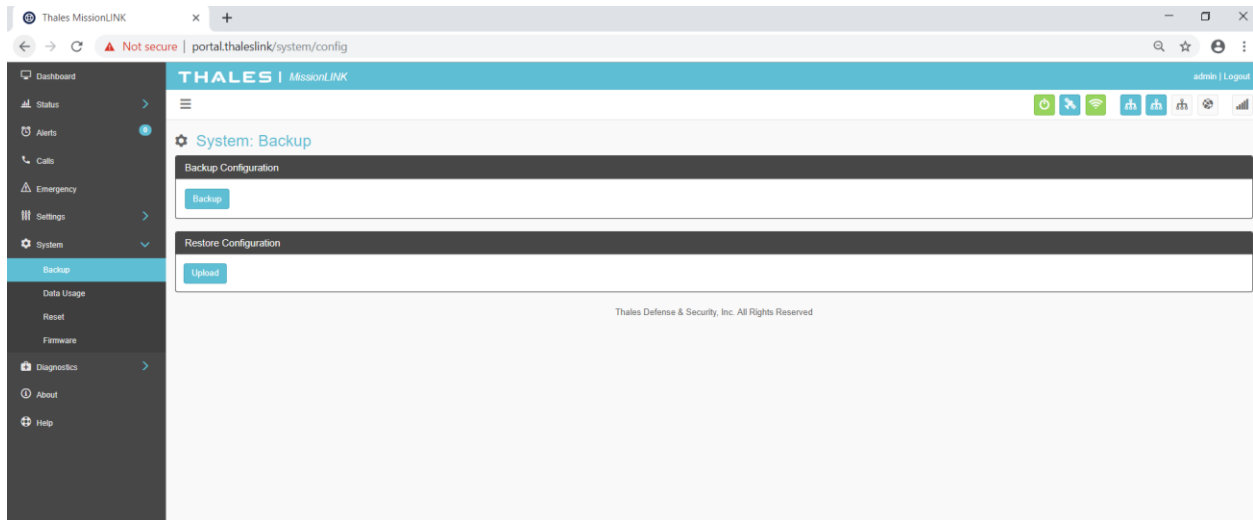 Thales MissionLINK
Not secure | portal.thaleslink/system/config
Dashboard
THALES | MissionLINK
admin | Logout
Status
Alerts
0
System: Backup
Calls
Backup Configuration
Emergency
Backup
Settings
System
Restore Configuration
Backup
Upload
Data Usage
Reset
Thales Defense & Security, Inc. All Rights Reserved
Firmware
Diagnostics
About
Help